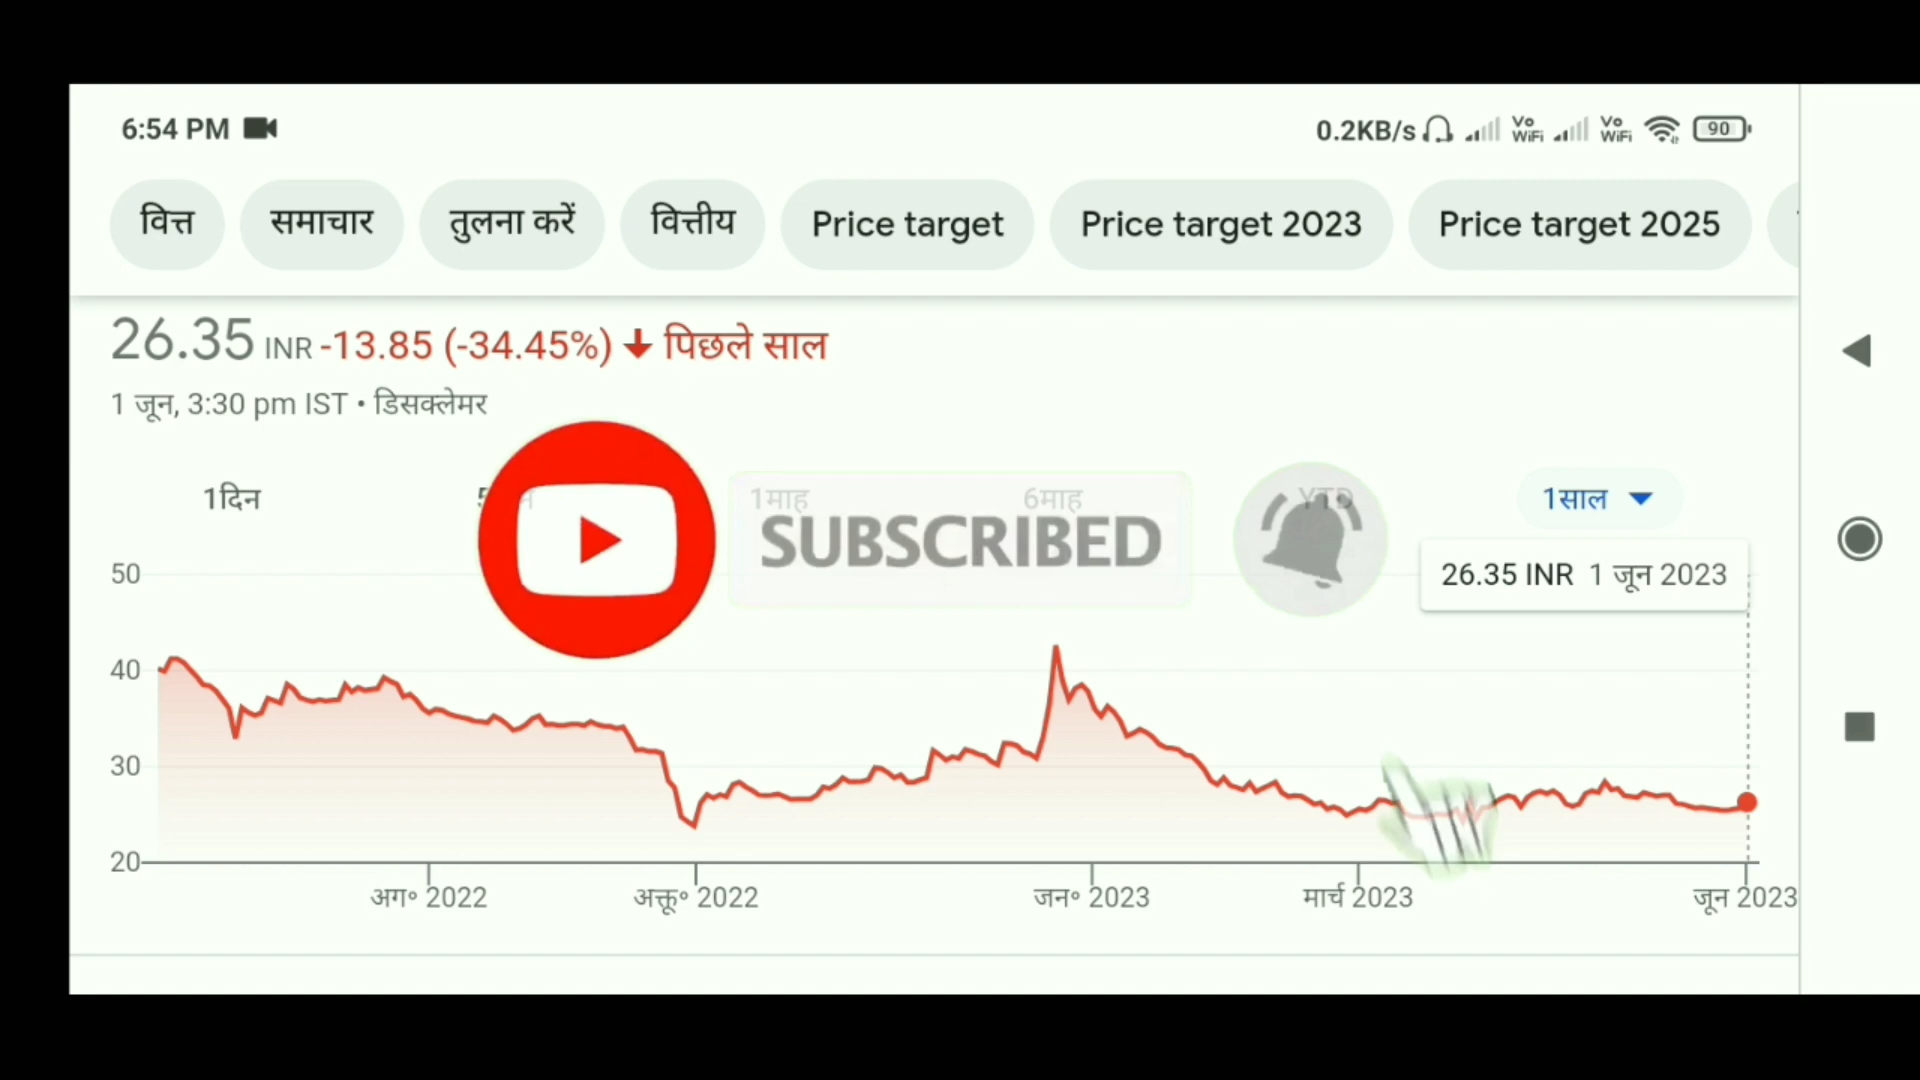 6:54 PM
0.2KB/s Vo WiFi Vo WiFi 90
वित्त समाचार तुलना करें वित्तीय Price target Price target 2023 Price target 2025
26.35 INR -13.85 (-34.45%) पिछले साल
1 जून, 3:30 pm IST • डिसक्लेमर
1दिन 1माह 6माह YTD 1साल
SUBSCRIBED
26.35 INR 1 जून 2023
50
40
30
20
अग॰ 2022 अक्तू॰ 2022 जन॰ 2023 मार्च 2023 जून 2023